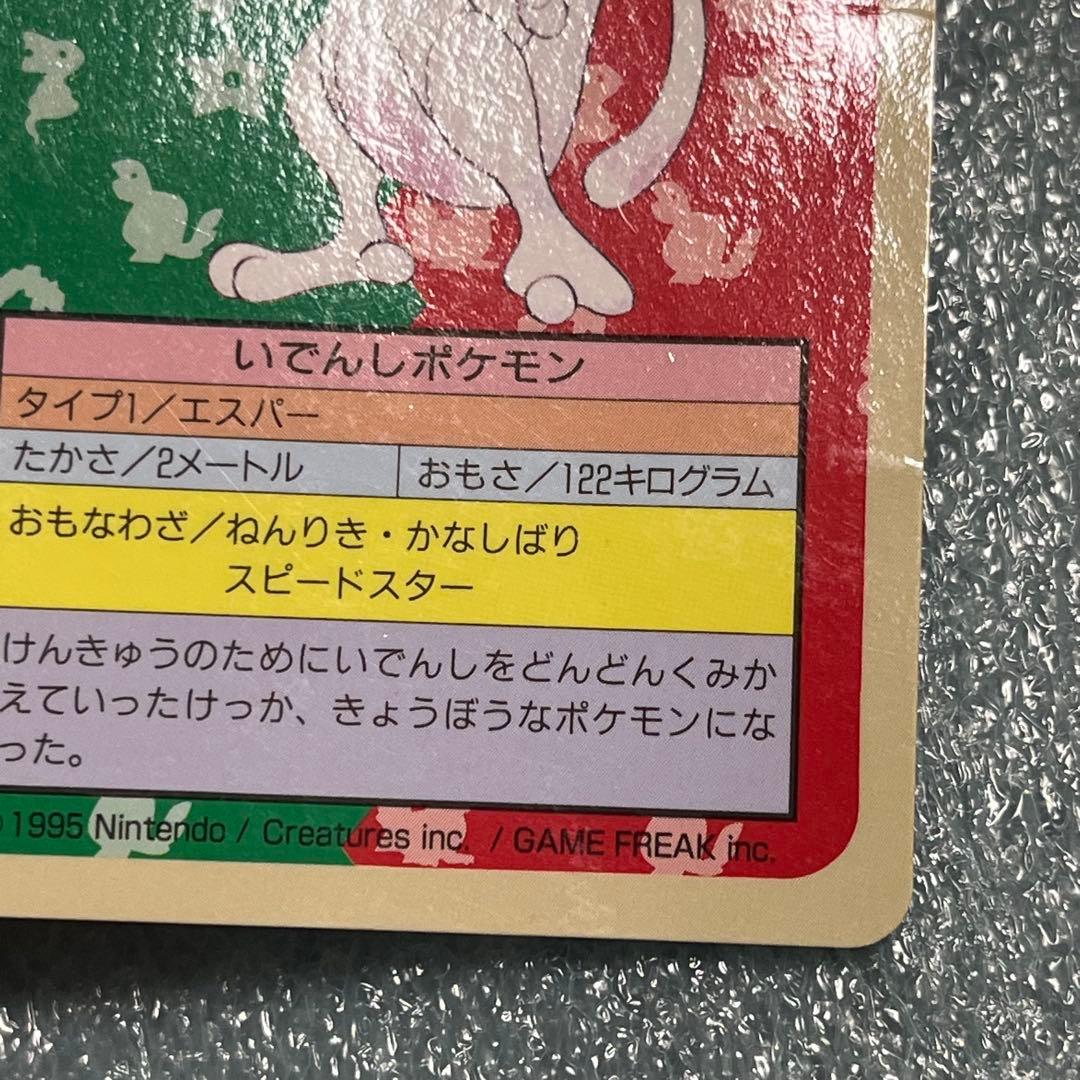 いでんしポケモン
タイプ1/エスパー
たかさ/2メートル おもさ/122キログラム
おもなわざ/ねんりき・かなしばり
スピードスター
けんきゅうのためにいでんしをどんどんくみか
えていったけっか、きょうぼうなポケモンにな
った。
©1995 Nintendo / Creatures inc. / GAME FREAK inc.